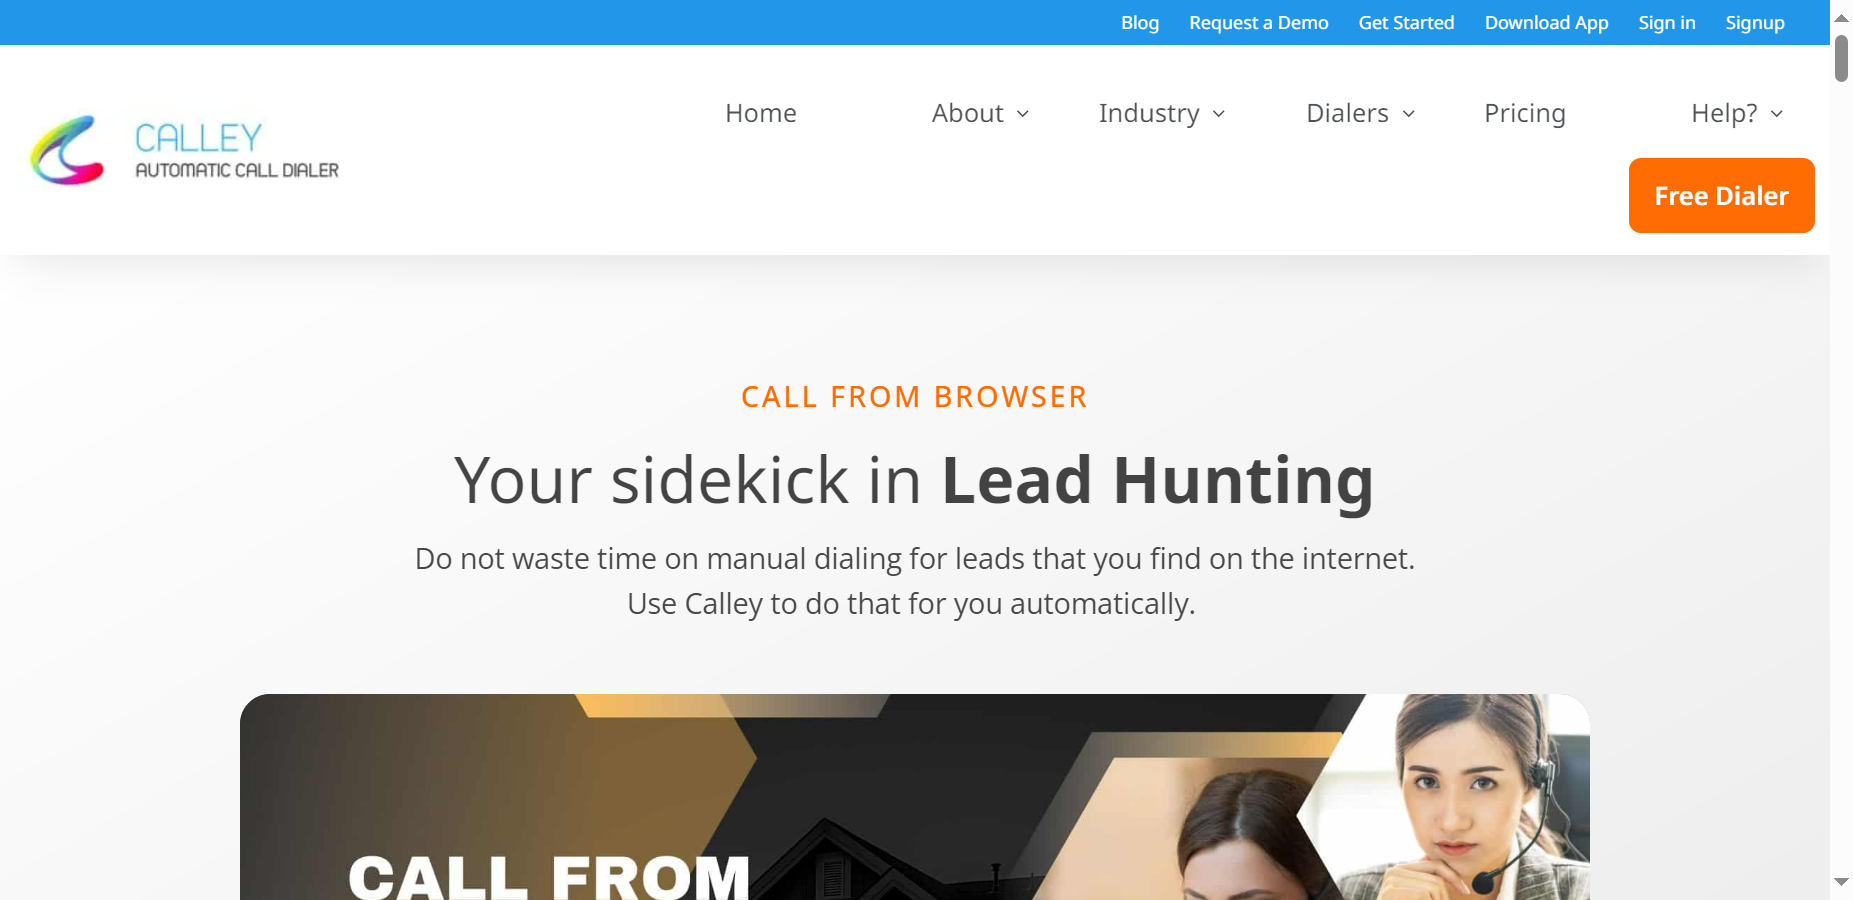 Blog Request a Demo Get Started Download App Sign in Signup
CALLEY
AUTOMATIC CALL DIALER
Home About Industry Dialers Pricing Help?
Free Dialer
CALL FROM BROWSER
Your sidekick in Lead Hunting
Do not waste time on manual dialing for leads that you find on the internet.
Use Calley to do that for you automatically.
CALL FROM